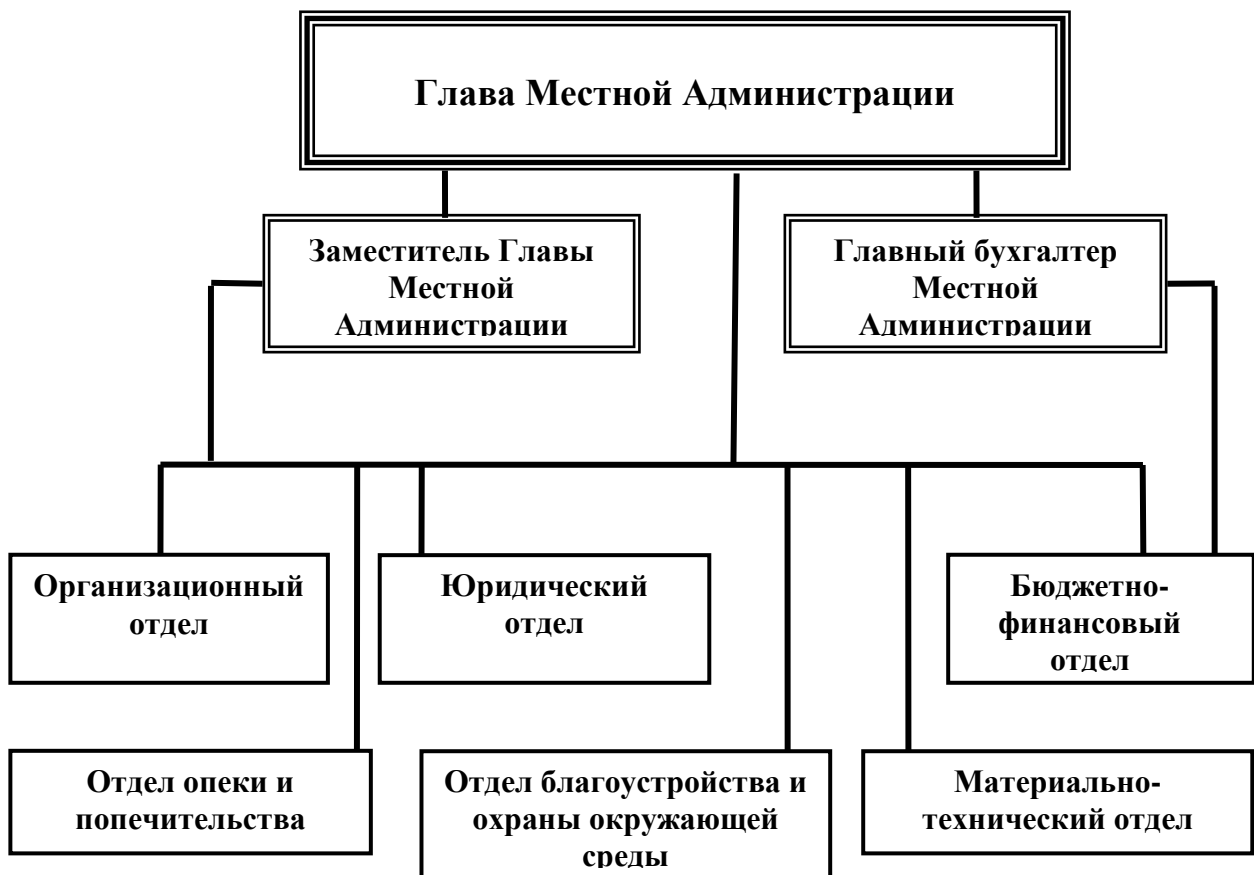 Глава Местной Администрации
Заместитель Главы
Местной
Администрации
Главный бухгалтер
Местной
Администрации
Организационный
отдел
Юридический
отдел
Бюджетно-
финансовый
отдел
Отдел опеки и
попечительства
Отдел благоустройства и
охраны окружающей
среды
Материально-
технический отдел